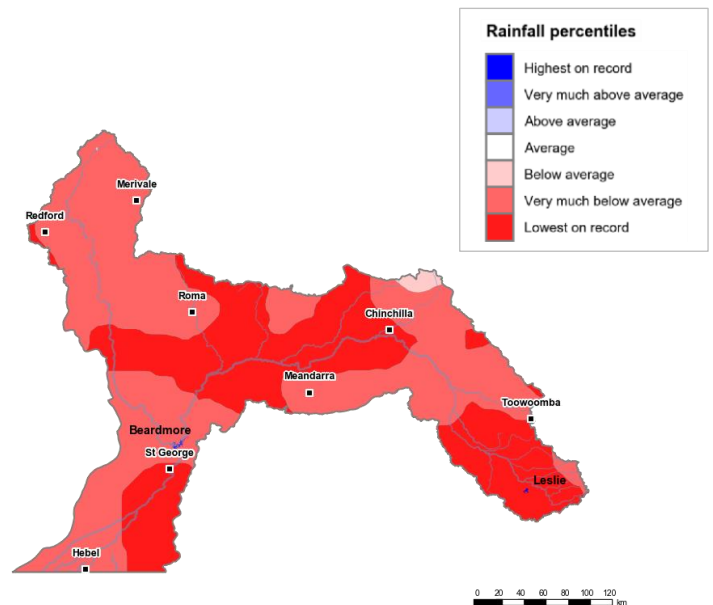 Rainfall percentiles
Highest on record
Very much above average
Above average
Average
Below average
Very much below average
Lowest on record
Merivale
Redford
Roma
Chinchilla
Meandarra
Toowoomba
Beardmore
St George
Leslie
Hebel
0 20 40 60 80 100 120
km